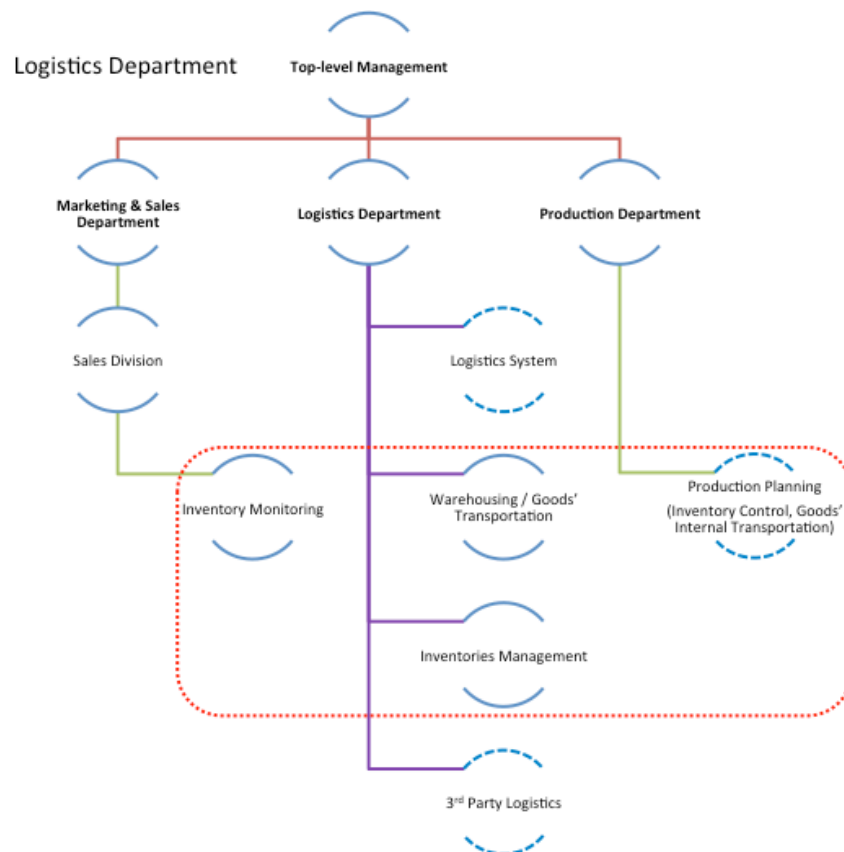 Logistics Department
Top-level Management
Marketing & Sales
Department
Logistics Department
Production Department
Sales Division
Logistics System
Inventory Monitoring
Warehousing / Goods’
Transportation
Production Planning
(Inventory Control, Goods’
Internal Transportation)
Inventories Management
3rd Party Logistics